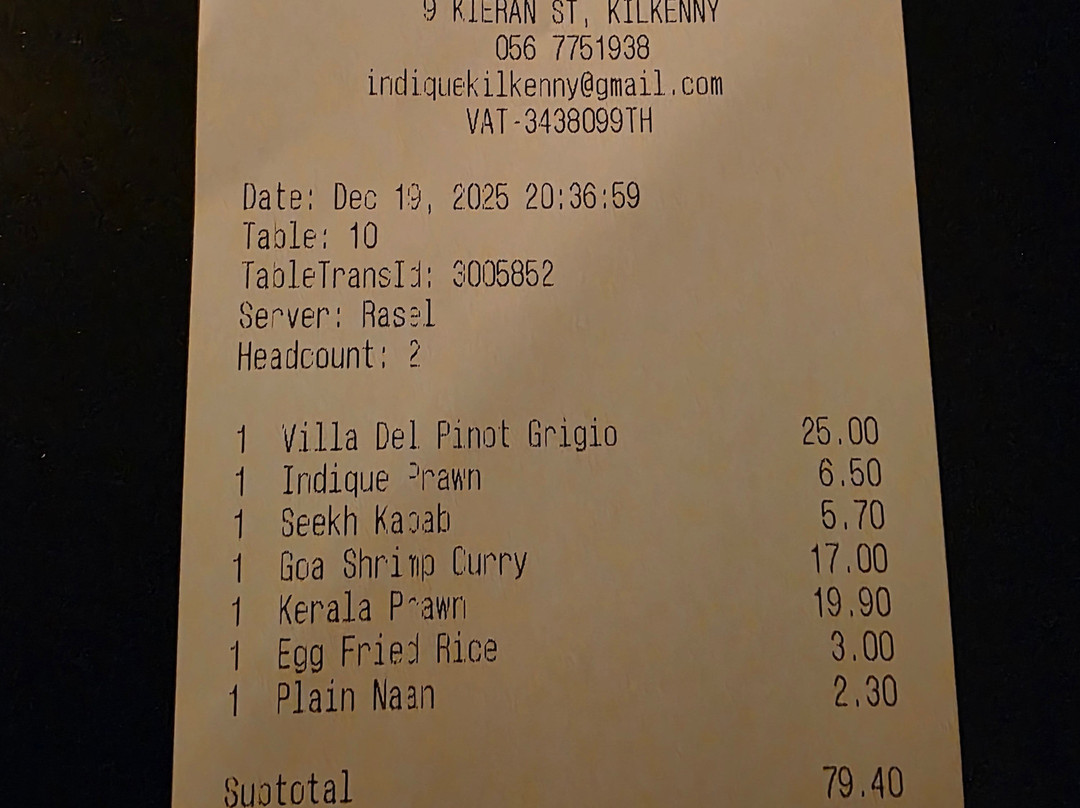 9 KIERAN ST, KILKENNY
056 7751938
indiquekilkenny@gmail.com
VAT-3438099TH
Date: Dec 19, 2025 20:36:59
Table: 10
TableTransId: 3005852
Server: Rasel
Headcount: 2
1 Villa Del Pinot Grigio 25.00
1 Indique Prawn 6.50
1 Seekh Kabab 5.70
1 Goa Shrimp Curry 17.00
1 Kerala Prawn 19.90
1 Egg Fried Rice 3.00
1 Plain Naan 2.30
Subtotal 79.40